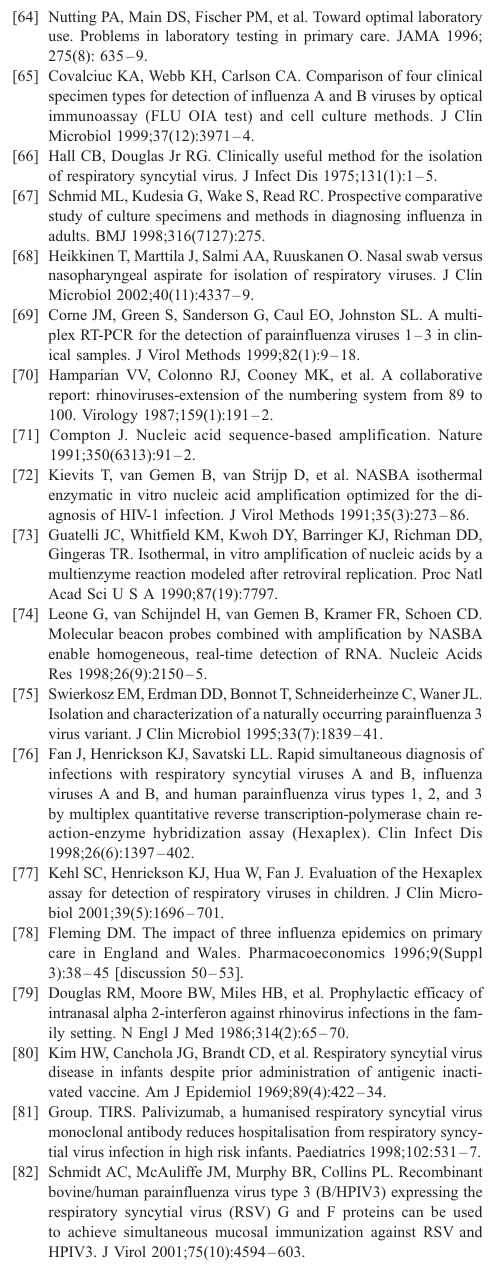 [64] Nutting PA, Main DS, Fischer PM, et al. Toward optimal laboratory
use. Problems in laboratory testing in primary care. JAMA 1996;
275(8): 635–9.
[65] Covalciuc KA, Webb KH, Carlson CA. Comparison of four clinical
specimen types for detection of influenza A and B viruses by optical
immunoassay (FLU OIA test) and cell culture methods. J Clin
Microbiol 1999;37(12):3971–4.
[66] Hall CB, Douglas Jr RG. Clinically useful method for the isolation
of respiratory syncytial virus. J Infect Dis 1975;131(1):1–5.
[67] Schmid ML, Kudesia G, Wake S, Read RC. Prospective comparative
study of culture specimens and methods in diagnosing influenza in
adults. BMJ 1998;316(7127):275.
[68] Heikkinen T, Marttila J, Salmi AA, Ruuskanen O. Nasal swab versus
nasopharyngeal aspirate for isolation of respiratory viruses. J Clin
Microbiol 2002;40(11):4337–9.
[69] Corne JM, Green S, Sanderson G, Caul EO, Johnston SL. A multi-
plex RT-PCR for the detection of parainfluenza viruses 1–3 in clin-
ical samples. J Virol Methods 1999;82(1):9–18.
[70] Hamparian VV, Colonno RJ, Cooney MK, et al. A collaborative
report: rhinoviruses-extension of the numbering system from 89 to
100. Virology 1987;159(1):191–2.
[71] Compton J. Nucleic acid sequence-based amplification. Nature
1991;350(6313):91–2.
[72] Kievits T, van Gemen B, van Strijp D, et al. NASBA isothermal
enzymatic in vitro nucleic acid amplification optimized for the di-
agnosis of HIV-1 infection. J Virol Methods 1991;35(3):273–86.
[73] Guatelli JC, Whitfield KM, Kwoh DY, Barringer KJ, Richman DD,
Gingeras TR. Isothermal, in vitro amplification of nucleic acids by a
multienzyme reaction modeled after retroviral replication. Proc Natl
Acad Sci U S A 1990;87(19):7797.
[74] Leone G, van Schijndel H, van Gemen B, Kramer FR, Schoen CD.
Molecular beacon probes combined with amplification by NASBA
enable homogeneous, real-time detection of RNA. Nucleic Acids
Res 1998;26(9):2150–5.
[75] Swierkosz EM, Erdman DD, Bonnot T, Schneiderheinze C, Waner JL.
Isolation and characterization of a naturally occurring parainfluenza 3
virus variant. J Clin Microbiol 1995;33(7):1839–41.
[76] Fan J, Henrickson KJ, Savatski LL. Rapid simultaneous diagnosis of
infections with respiratory syncytial viruses A and B, influenza
viruses A and B, and human parainfluenza virus types 1, 2, and 3
by multiplex quantitative reverse transcription-polymerase chain re-
action-enzyme hybridization assay (Hexaplex). Clin Infect Dis
1998;26(6):1397–402.
[77] Kehl SC, Henrickson KJ, Hua W, Fan J. Evaluation of the Hexaplex
assay for detection of respiratory viruses in children. J Clin Micro-
biol 2001;39(5):1696–701.
[78] Fleming DM. The impact of three influenza epidemics on primary
care in England and Wales. Pharmacoeconomics 1996;9(Suppl
3):38–45 [discussion 50–53].
[79] Douglas RM, Moore BW, Miles HB, et al. Prophylactic efficacy of
intranasal alpha 2-interferon against rhinovirus infections in the fam-
ily setting. N Engl J Med 1986;314(2):65–70.
[80] Kim HW, Canchola JG, Brandt CD, et al. Respiratory syncytial virus
disease in infants despite prior administration of antigenic inacti-
vated vaccine. Am J Epidemiol 1969;89(4):422–34.
[81] Group. TIRS. Palivizumab, a humanised respiratory syncytial virus
monoclonal antibody reduces hospitalisation from respiratory syncy-
tial virus infection in high risk infants. Paediatrics 1998;102:531–7.
[82] Schmidt AC, McAuliffe JM, Murphy BR, Collins PL. Recombinant
bovine/human parainfluenza virus type 3 (B/HPIV3) expressing the
respiratory syncytial virus (RSV) G and F proteins can be used
to achieve simultaneous mucosal immunization against RSV and
HPIV3. J Virol 2001;75(10):4594–603.